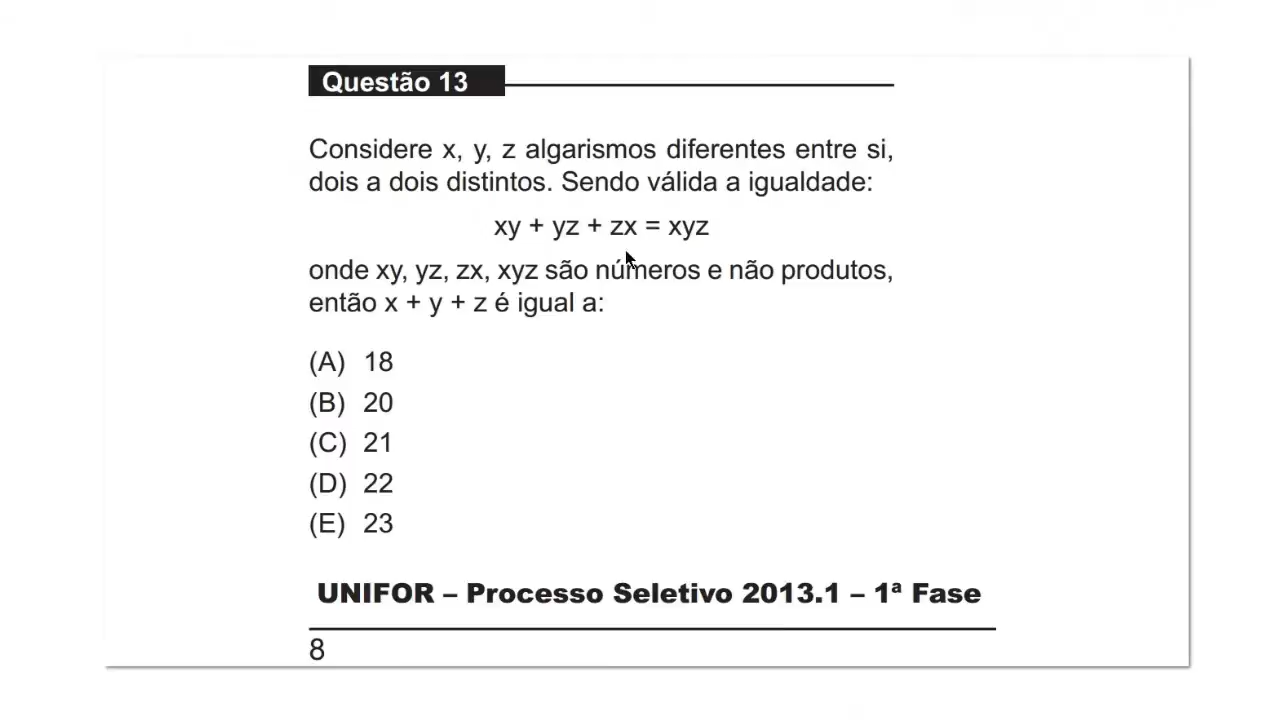 Questão 13
Considere x, y, z algarismos diferentes entre si,
dois a dois distintos. Sendo válida a igualdade:
xy + yz + zx = xyz
onde xy, yz, zx, xyz são números e não produtos,
então x + y + z é igual a:
(A) 18
(B) 20
(C) 21
(D) 22
(E) 23
UNIFOR – Processo Seletivo 2013.1 – 1ª Fase
8